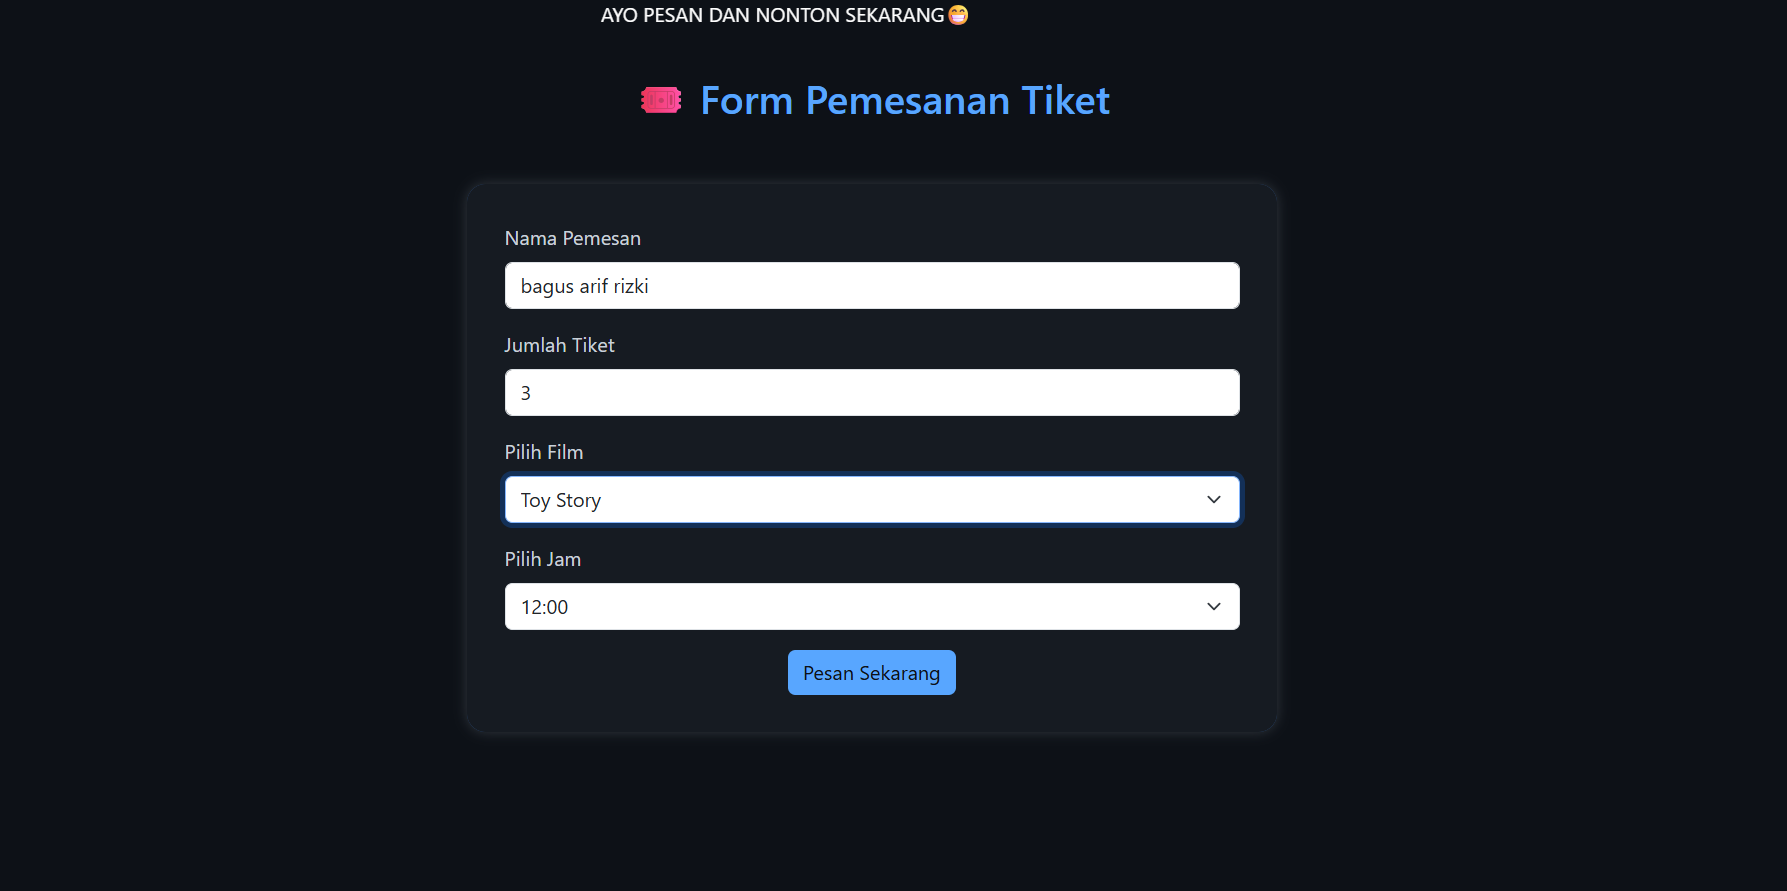 AYO PESAN DAN NONTON SEKARANG😁
🎟️ Form Pemesanan Tiket
Nama Pemesan
bagus arif rizki
Jumlah Tiket
3
Pilih Film
Toy Story
Pilih Jam
12:00
Pesan Sekarang